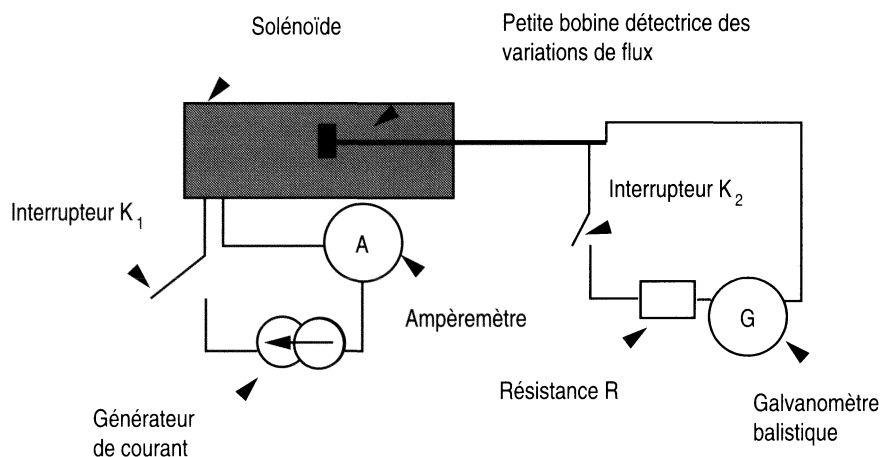 Solénoïde
Petite bobine détectrice des
variations de flux
Interrupteur K1
Interrupteur K2
A
Ampèremètre
G
Résistance R
Générateur
de courant
Galvanomètre
balistique